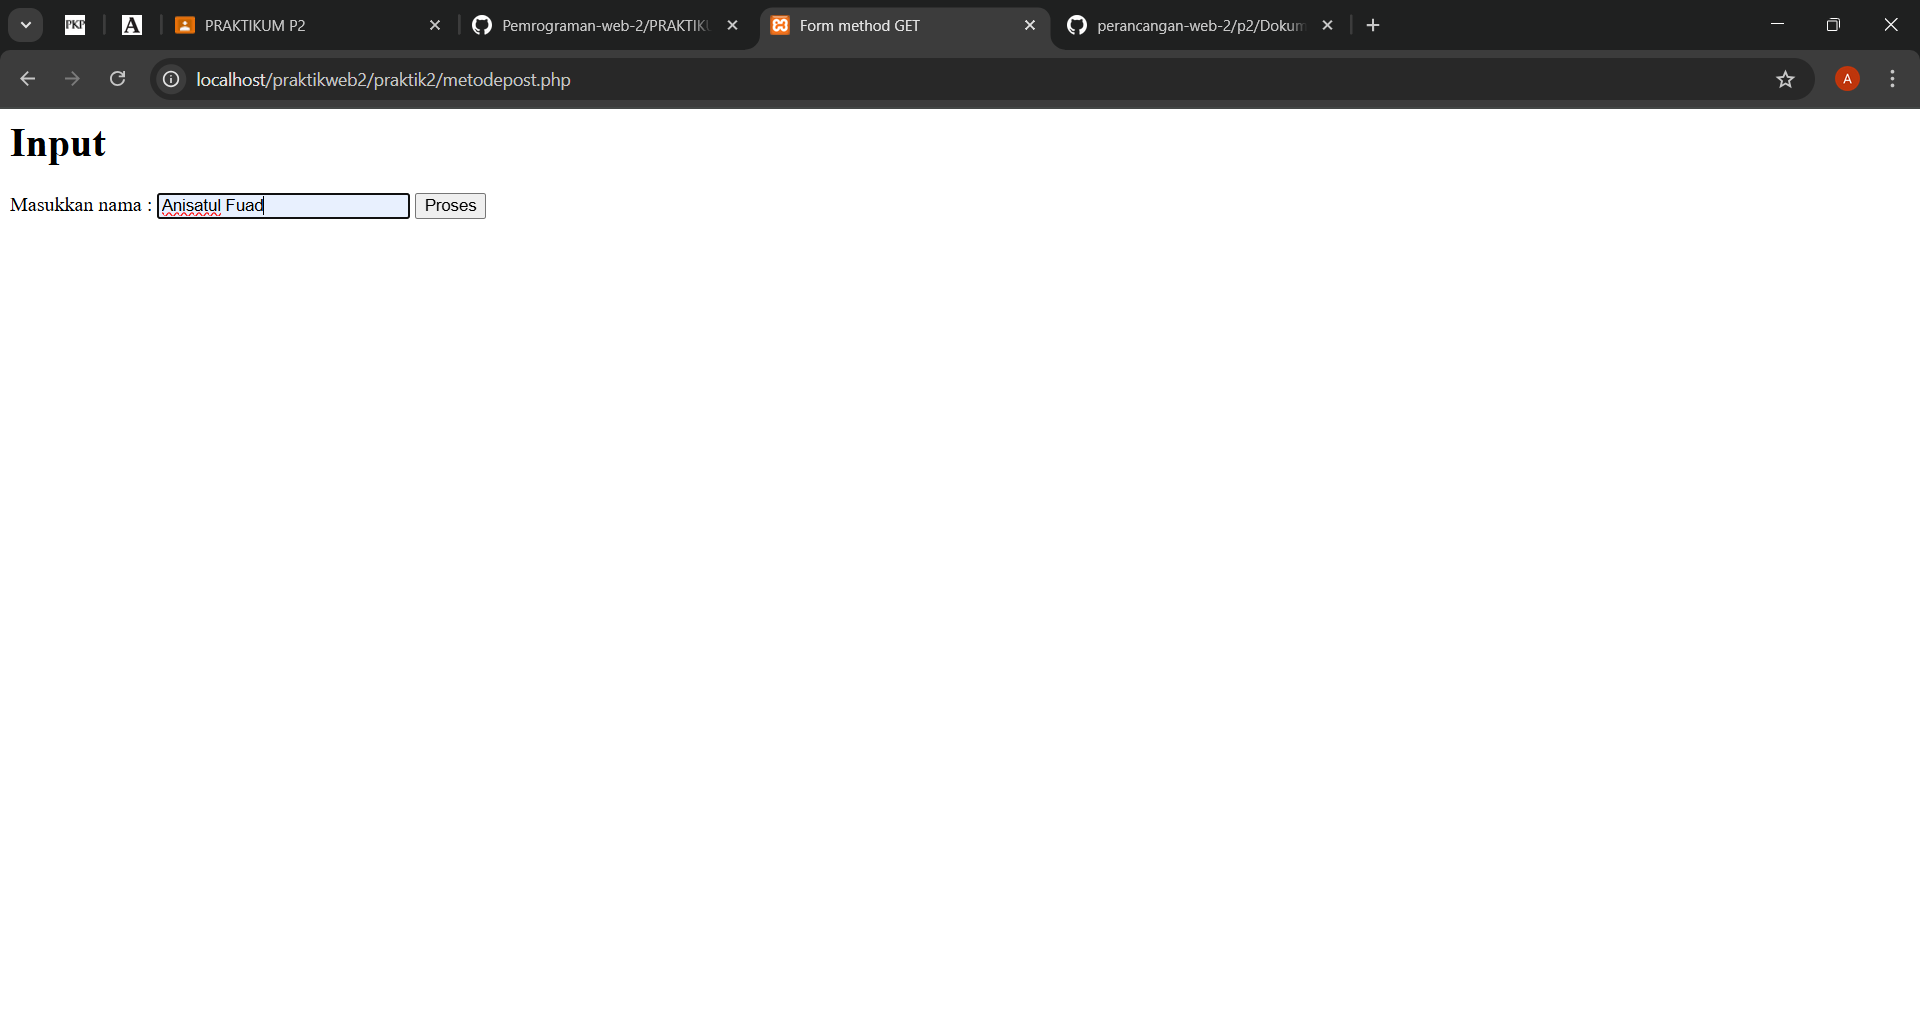 PKP
A
PRAKTIKUM P2
Pemrograman-web-2/PRAKTIK
Form method GET
perancangan-web-2/p2/Dokum
localhost/praktikweb2/praktik2/metodepost.php
A
Input
Masukkan nama : Anisatul Fuad Proses